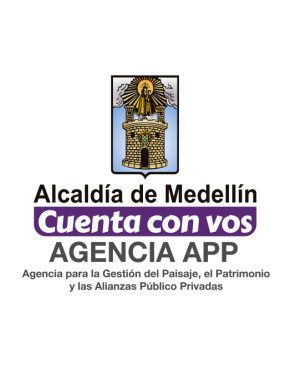 Alcaldía de Medellín
Cuenta con vos
AGENCIA APP
Agencia para la Gestión del Paisaje, el Patrimonio
y las Alianzas Público Privadas